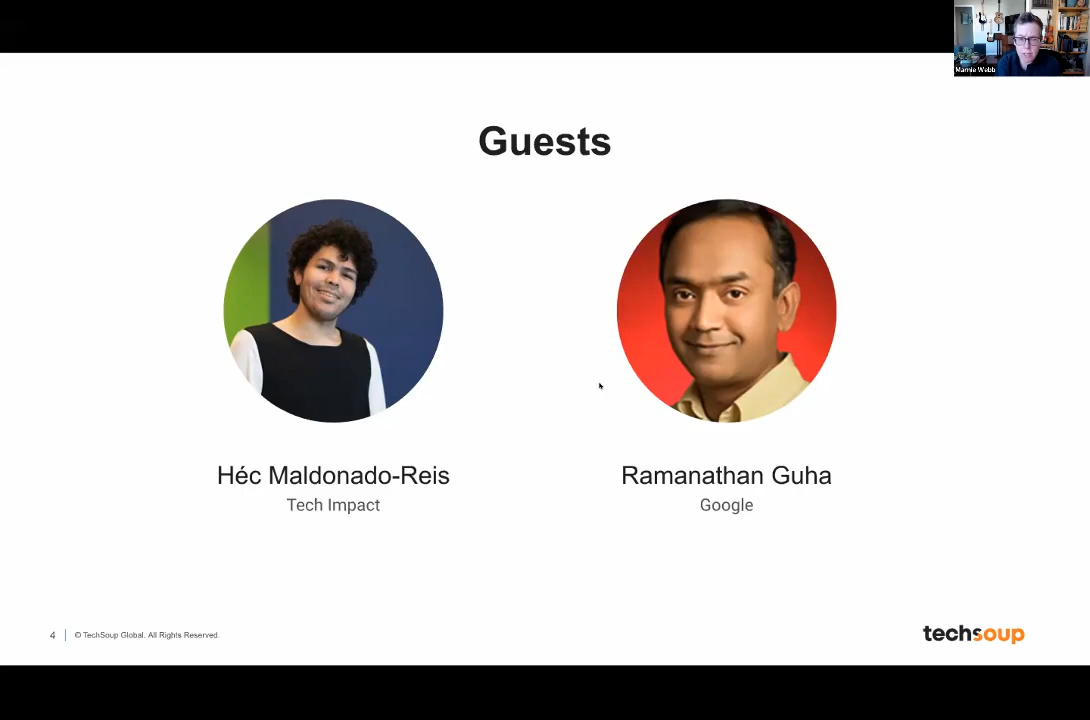 Marnie Webb
Guests
Héc Maldonado-Reis
Tech Impact
Ramanathan Guha
Google
4
© TechSoup Global. All Rights Reserved.
techsoup